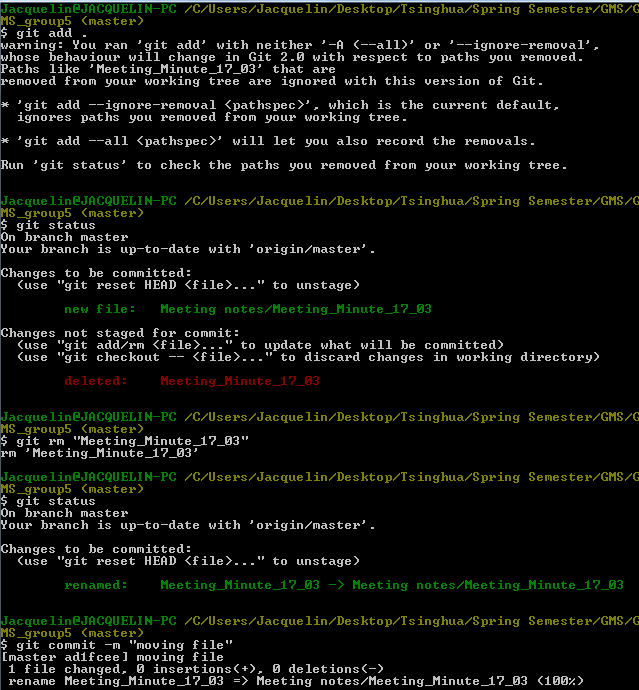 Jacquelin@JACQUELIN-PC /C/Users/Jacquelin/Desktop/Tsinghua/Spring Semester/GMS/G
MS_group5 (master)
$ git add .
warning: You ran 'git add' with neither '-A (--all)' or '--ignore-removal',
whose behaviour will change in Git 2.0 with respect to paths you removed.
Paths like 'Meeting_Minute_17_03' that are
removed from your working tree are ignored with this version of Git.

* 'git add --ignore-removal <pathspec>', which is the current default,
  ignores paths you removed from your working tree.

* 'git add --all <pathspec>' will let you also record the removals.

Run 'git status' to check the paths you removed from your working tree.

Jacquelin@JACQUELIN-PC /C/Users/Jacquelin/Desktop/Tsinghua/Spring Semester/GMS/G
MS_group5 (master)
$ git status
On branch master
Your branch is up-to-date with 'origin/master'.

Changes to be committed:
  (use "git reset HEAD <file>..." to unstage)

        new file:   Meeting notes/Meeting_Minute_17_03

Changes not staged for commit:
  (use "git add/rm <file>..." to update what will be committed)
  (use "git checkout -- <file>..." to discard changes in working directory)

        deleted:    Meeting_Minute_17_03

Jacquelin@JACQUELIN-PC /C/Users/Jacquelin/Desktop/Tsinghua/Spring Semester/GMS/G
MS_group5 (master)
$ git rm "Meeting_Minute_17_03"
rm 'Meeting_Minute_17_03'

Jacquelin@JACQUELIN-PC /C/Users/Jacquelin/Desktop/Tsinghua/Spring Semester/GMS/G
MS_group5 (master)
$ git status
On branch master
Your branch is up-to-date with 'origin/master'.

Changes to be committed:
  (use "git reset HEAD <file>..." to unstage)

        renamed:    Meeting_Minute_17_03 -> Meeting notes/Meeting_Minute_17_03

Jacquelin@JACQUELIN-PC /C/Users/Jacquelin/Desktop/Tsinghua/Spring Semester/GMS/G
MS_group5 (master)
$ git commit -m "moving file"
[master ad1fcee] moving file
 1 file changed, 0 insertions(+), 0 deletions(-)
 rename Meeting_Minute_17_03 => Meeting notes/Meeting_Minute_17_03 (100%)